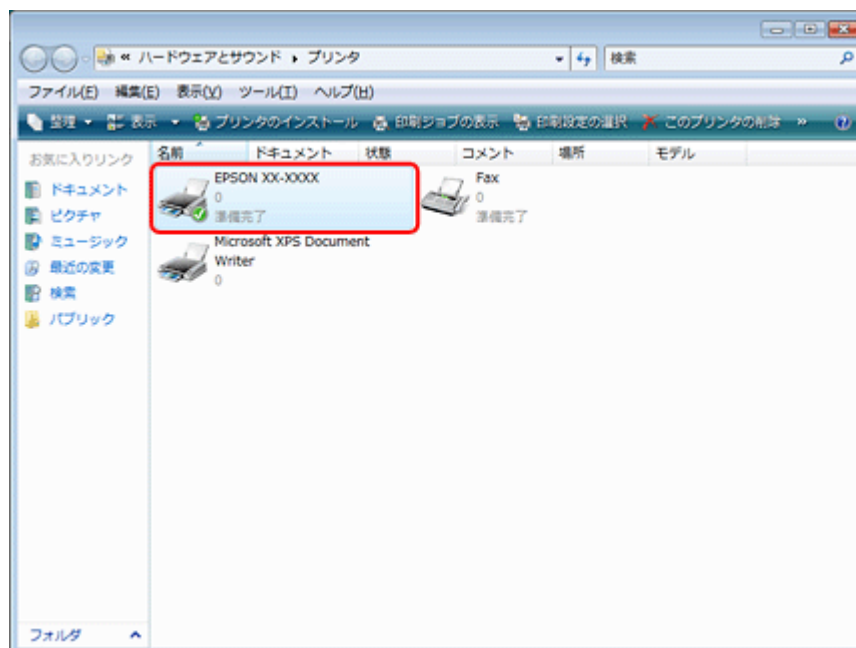 « ハードウェアとサウンド ▸ プリンタ
検索
ファイル(F) 編集(E) 表示(V) ツール(T) ヘルプ(H)
整理 表示 プリンタのインストール 印刷ジョブの表示 印刷設定の選択 このプリンタの削除 »
お気に入りリンク
ドキュメント
ピクチャ
ミュージック
最近の変更
検索
パブリック
フォルダ
名前 ドキュメント 状態 コメント 場所 モデル
EPSON XX-XXXX
0
準備完了
Fax
0
準備完了
Microsoft XPS Document
Writer
0